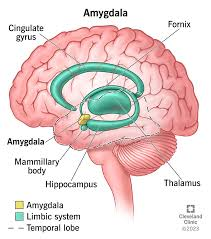 Amygdala
Cingulate
gyrus
Fornix
Amygdala
Mammillary
body
Hippocampus
Thalamus
Amygdala
Limbic system
Temporal lobe
Cleveland
Clinic
©2023